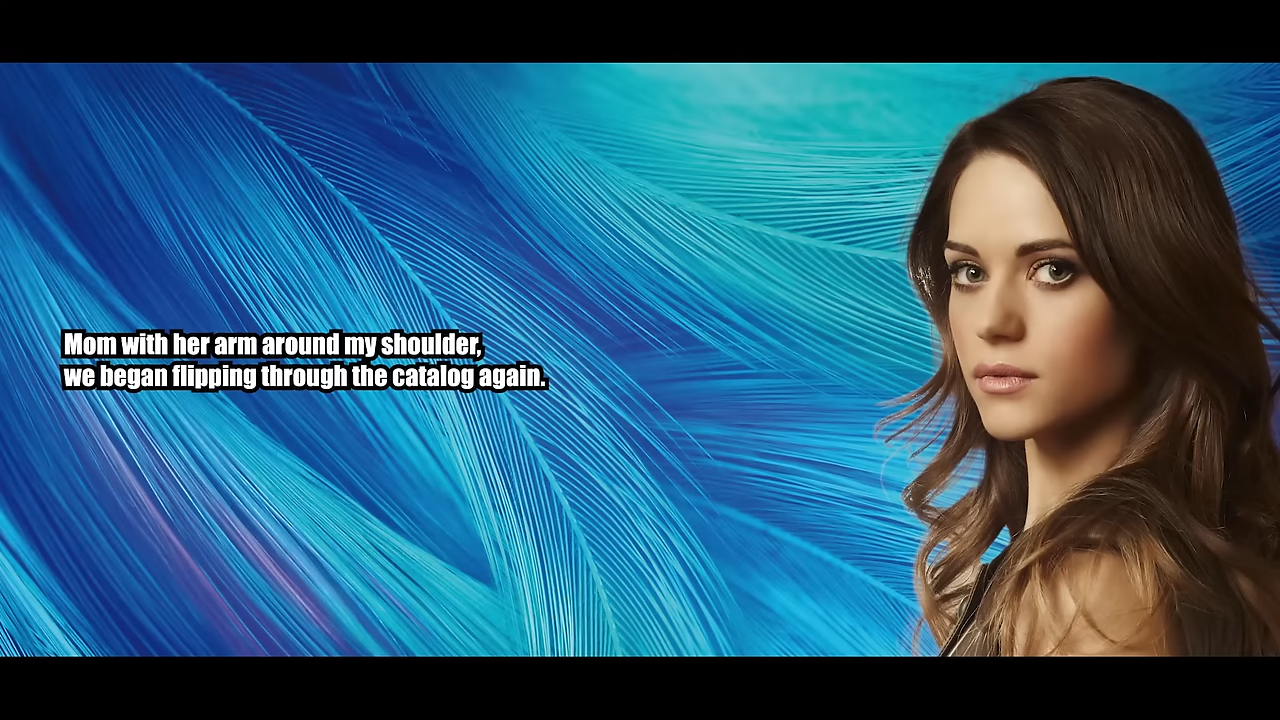 Mom with her arm around my shoulder,
we began flipping through the catalog again.